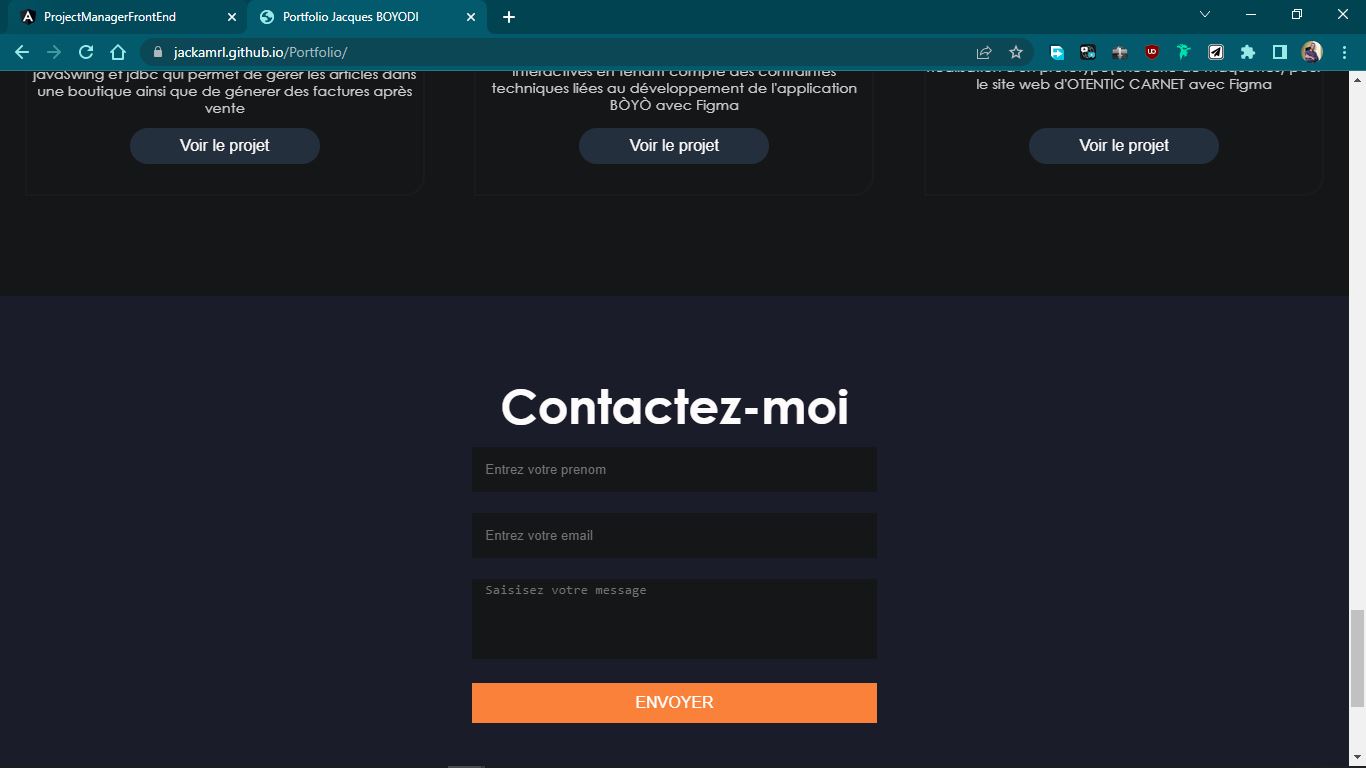 ProjectManagerFrontEnd
Portfolio Jacques BOYODI
jackamrl.github.io/Portfolio/
javaSwing et jdbc qui permet de gérer les articles dans
une boutique ainsi que de génerer des factures après
vente
Voir le projet
interactives en tenant compte des contraintes
techniques liées au développement de l'application
BÒYÒ avec Figma
Voir le projet
le site web d'OTENTIC CARNET avec Figma
Voir le projet
Contactez-moi
Entrez votre prenom
Entrez votre email
Saisisez votre message
ENVOYER